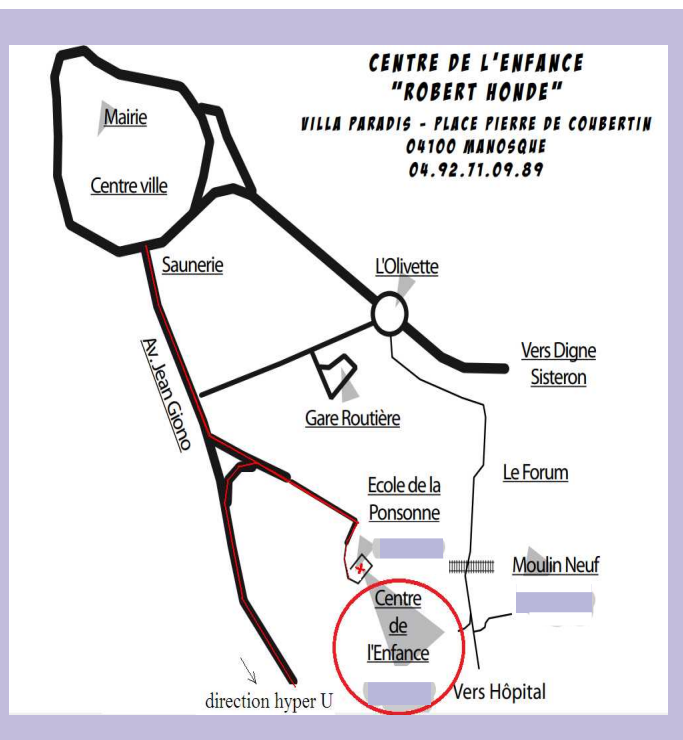 CENTRE DE L'ENFANCE
"ROBERT HONDE"
VILLA PARADIS - PLACE PIERRE DE COUBERTIN
04100 MANOSQUE
04.92.71.09.89
Mairie
Centre ville
Saunerie
L'Olivette
Av. Jean Giono
Vers Digne
Sisteron
Gare Routière
Ecole de la
Ponsonne
Le Forum
Moulin Neuf
Centre
de
l'Enfance
direction hyper U
Vers Hôpital